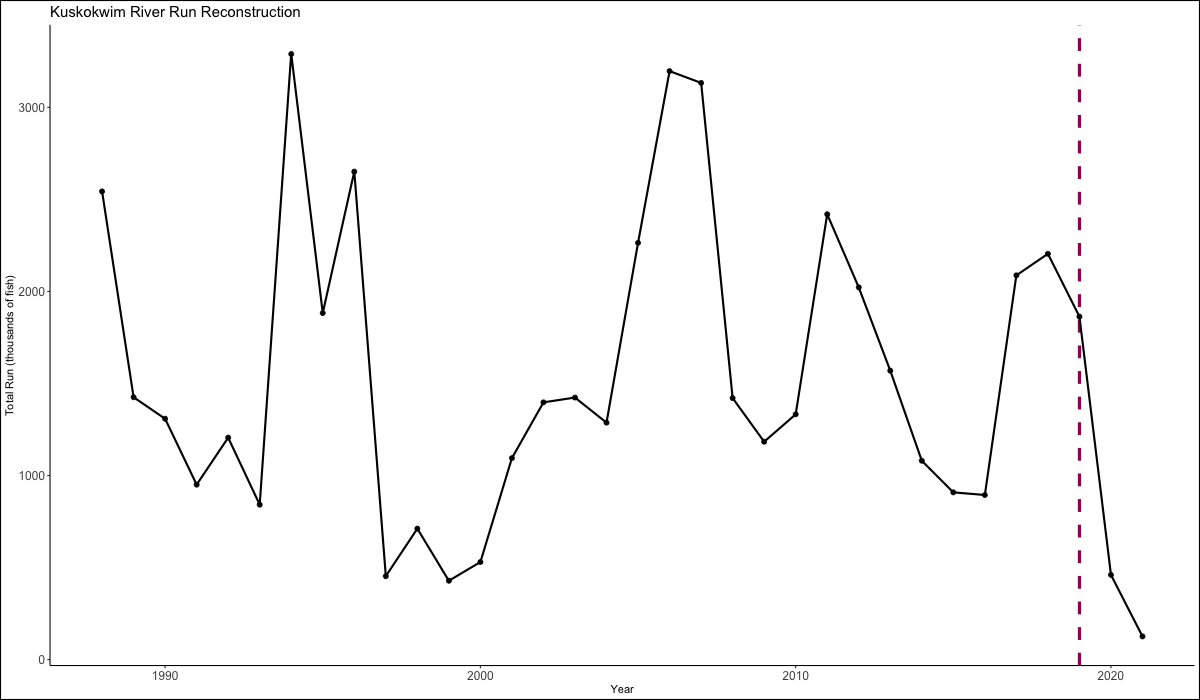 Kuskokwim River Run Reconstruction
Total Run (thousands of fish)
3000
2000
1000
0
1990
2000
2010
2020
Year